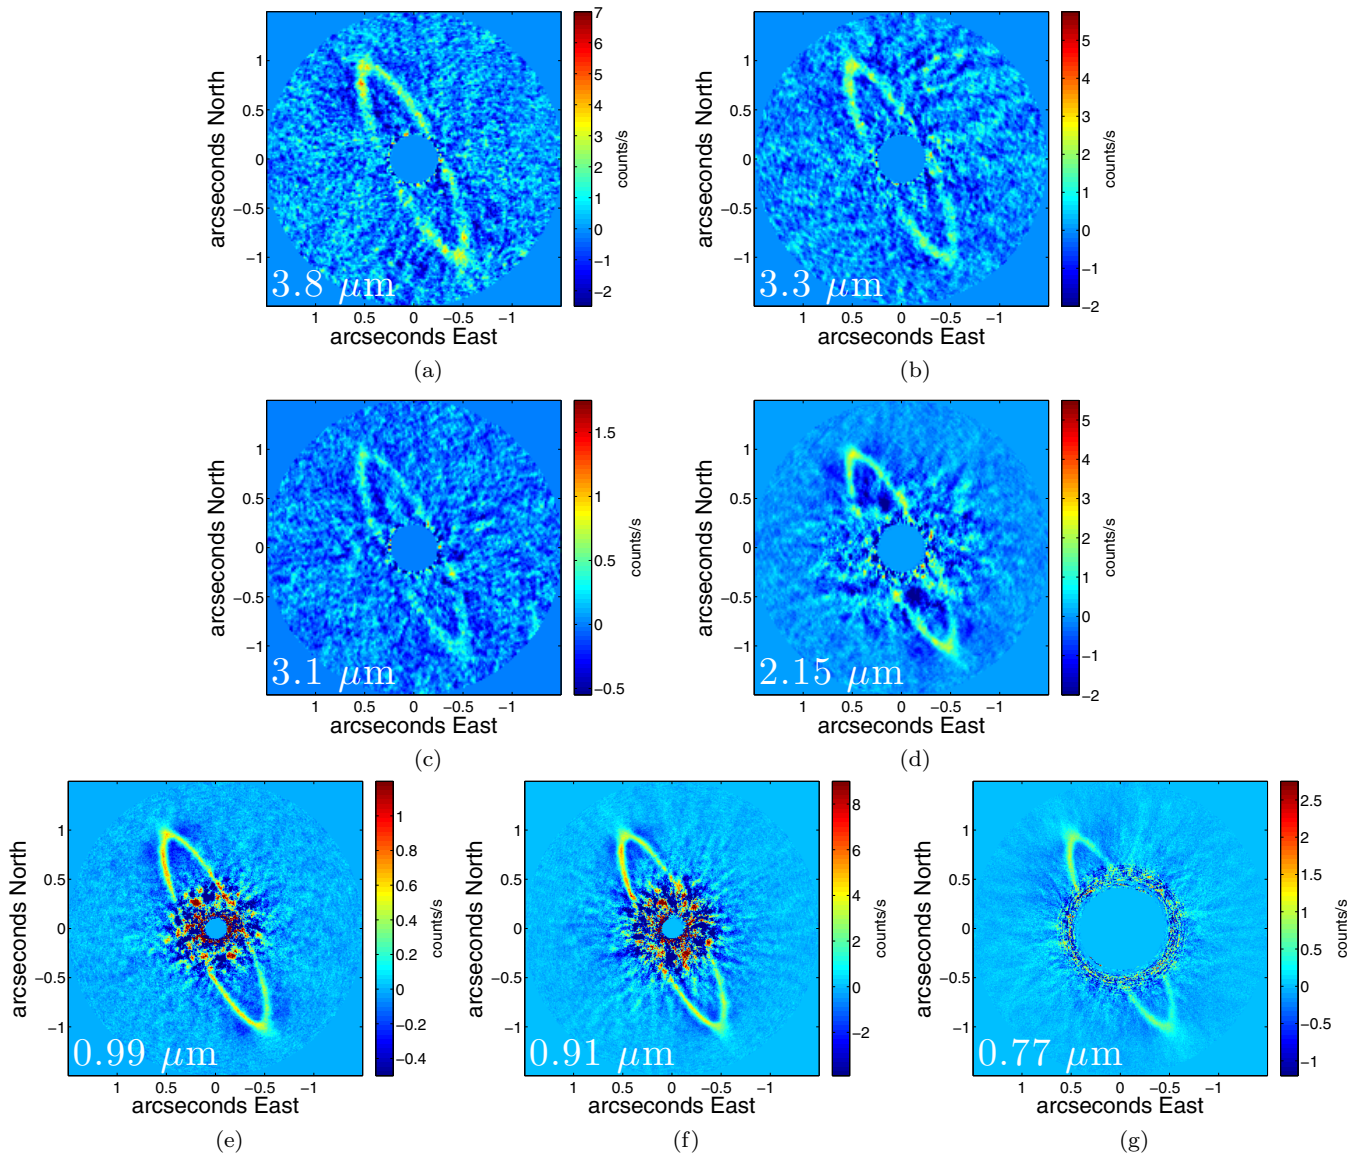 7
6
5
4
3
2
1
0
−1
−2
counts/s
1
0.5
0
−0.5
−1
arcseconds North
3.8 μm
1 0.5 0 −0.5 −1
arcseconds East
(a)
5
4
3
2
1
0
−1
−2
counts/s
1
0.5
0
−0.5
−1
arcseconds North
3.3 μm
1 0.5 0 −0.5 −1
arcseconds East
(b)
1.5
1
0.5
0
−0.5
counts/s
1
0.5
0
−0.5
−1
arcseconds North
3.1 μm
1 0.5 0 −0.5 −1
arcseconds East
(c)
5
4
3
2
1
0
−1
−2
counts/s
1
0.5
0
−0.5
−1
arcseconds North
2.15 μm
1 0.5 0 −0.5 −1
arcseconds East
(d)
1
0.8
0.6
0.4
0.2
0
−0.2
−0.4
counts/s
1
0.5
0
−0.5
−1
arcseconds North
0.99 μm
1 0.5 0 −0.5 −1
arcseconds East
(e)
8
6
4
2
0
−2
counts/s
1
0.5
0
−0.5
−1
arcseconds North
0.91 μm
1 0.5 0 −0.5 −1
arcseconds East
(f)
2.5
2
1.5
1
0.5
0
−0.5
−1
counts/s
1
0.5
0
−0.5
−1
arcseconds North
0.77 μm
1 0.5 0 −0.5 −1
arcseconds East
(g)